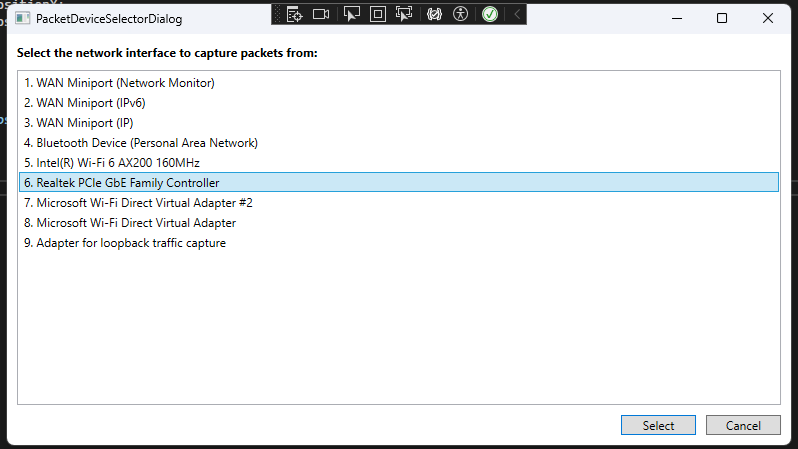 PacketDeviceSelectorDialog
Select the network interface to capture packets from:
1. WAN Miniport (Network Monitor)
2. WAN Miniport (IPv6)
3. WAN Miniport (IP)
4. Bluetooth Device (Personal Area Network)
5. Intel(R) Wi-Fi 6 AX200 160MHz
6. Realtek PCIe GbE Family Controller
7. Microsoft Wi-Fi Direct Virtual Adapter #2
8. Microsoft Wi-Fi Direct Virtual Adapter
9. Adapter for loopback traffic capture
Select Cancel